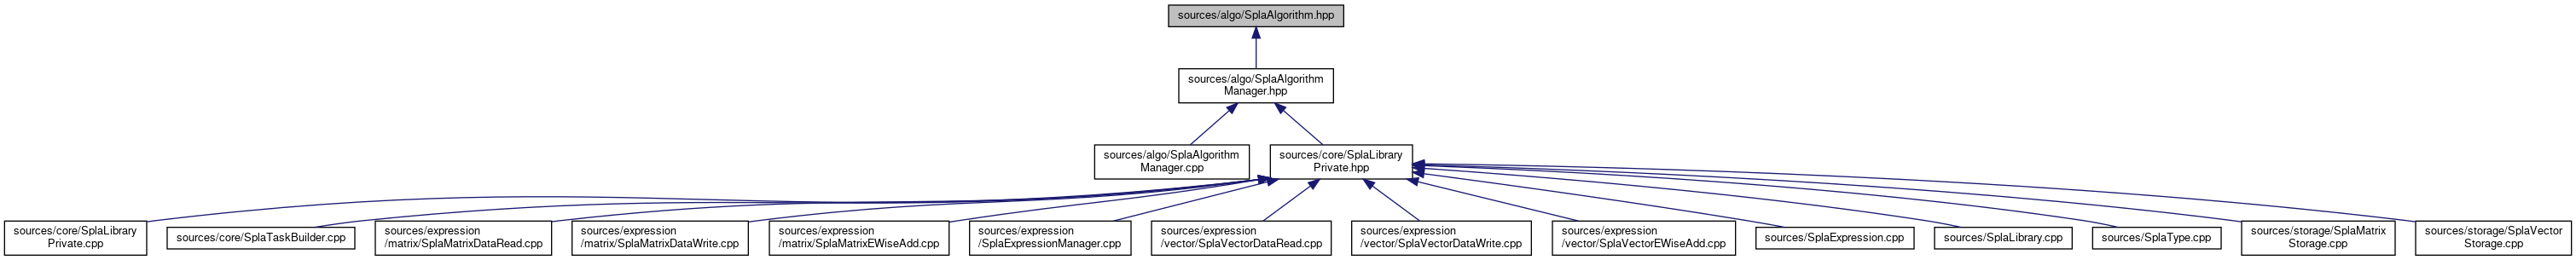 sources/algo/SplaAlgorithm.hpp
sources/algo/SplaAlgorithm
Manager.hpp
sources/algo/SplaAlgorithm
Manager.cpp
sources/core/SplaLibrary
Private.hpp
sources/core/SplaLibrary
Private.cpp
sources/core/SplaTaskBuilder.cpp
sources/expression
/matrix/SplaMatrixDataRead.cpp
sources/expression
/matrix/SplaMatrixDataWrite.cpp
sources/expression
/matrix/SplaMatrixEWiseAdd.cpp
sources/expression
/SplaExpressionManager.cpp
sources/expression
/vector/SplaVectorDataRead.cpp
sources/expression
/vector/SplaVectorDataWrite.cpp
sources/expression
/vector/SplaVectorEWiseAdd.cpp
sources/SplaExpression.cpp
sources/SplaLibrary.cpp
sources/SplaType.cpp
sources/storage/SplaMatrix
Storage.cpp
sources/storage/SplaVector
Storage.cpp